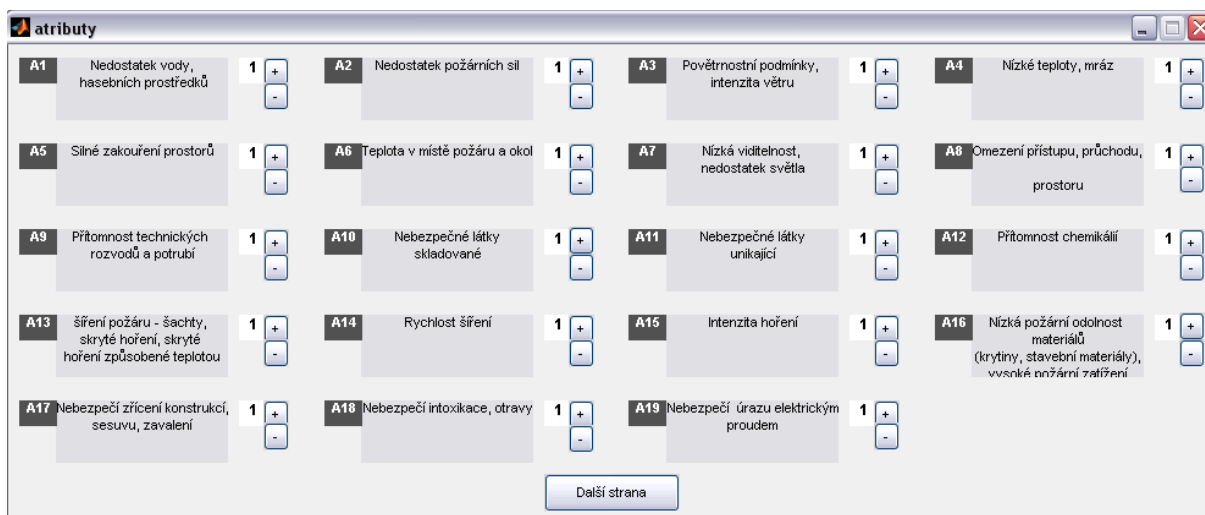 atributy
A1 Nedostatek vody,
hasebních prostředků
1 +
-
A2 Nedostatek požárních sil
1 +
-
A3 Povětrnostní podmínky,
intenzita větru
1 +
-
A4 Nízké teploty, mráz
1 +
-
A5 Silné zakouření prostorů
1 +
-
A6 Teplota v místě požáru a okol
1 +
-
A7 Nízká viditelnost,
nedostatek světla
1 +
-
A8 Omezení přístupu, průchodu,
prostoru
1 +
-
A9 Přítomnost technických
rozvodů a potrubí
1 +
-
A10 Nebezpečné látky
skladované
1 +
-
A11 Nebezpečné látky
unikající
1 +
-
A12 Přítomnost chemikálií
1 +
-
A13 šíření požáru - šachty,
skryté hoření, skryté
hoření způsobené teplotou
1 +
-
A14 Rychlost šíření
1 +
-
A15 Intenzita hoření
1 +
-
A16 Nízká požární odolnost
materiálů
(krytiny, stavební materiály),
vysoké požární zatížení
1 +
-
A17 Nebezpečí zřícení konstrukcí,
sesuvu, zavalení
1 +
-
A18 Nebezpečí intoxikace, otravy
1 +
-
A19 Nebezpečí úrazu elektrickým
proudem
1 +
-
Další strana